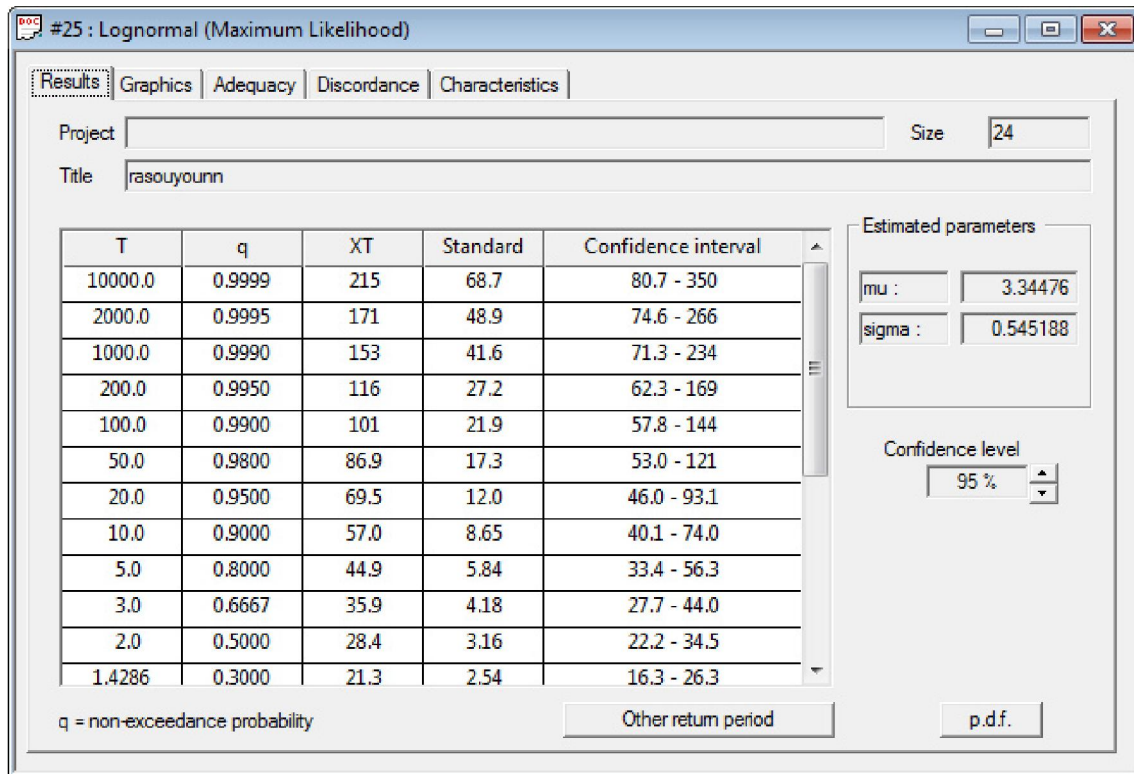 DOC #25 : Lognormal (Maximum Likelihood)
Results Graphics Adequacy Discordance Characteristics
Project Size 24
Title rasouyounn
T q XT Standard Confidence interval
10000.0 0.9999 215 68.7 80.7 - 350
2000.0 0.9995 171 48.9 74.6 - 266
1000.0 0.9990 153 41.6 71.3 - 234
200.0 0.9950 116 27.2 62.3 - 169
100.0 0.9900 101 21.9 57.8 - 144
50.0 0.9800 86.9 17.3 53.0 - 121
20.0 0.9500 69.5 12.0 46.0 - 93.1
10.0 0.9000 57.0 8.65 40.1 - 74.0
5.0 0.8000 44.9 5.84 33.4 - 56.3
3.0 0.6667 35.9 4.18 27.7 - 44.0
2.0 0.5000 28.4 3.16 22.2 - 34.5
1.4286 0.3000 21.3 2.54 16.3 - 26.3
Estimated parameters
mu : 3.34476
sigma : 0.545188
Confidence level
95 %
q = non-exceedance probability
Other return period
p.d.f.